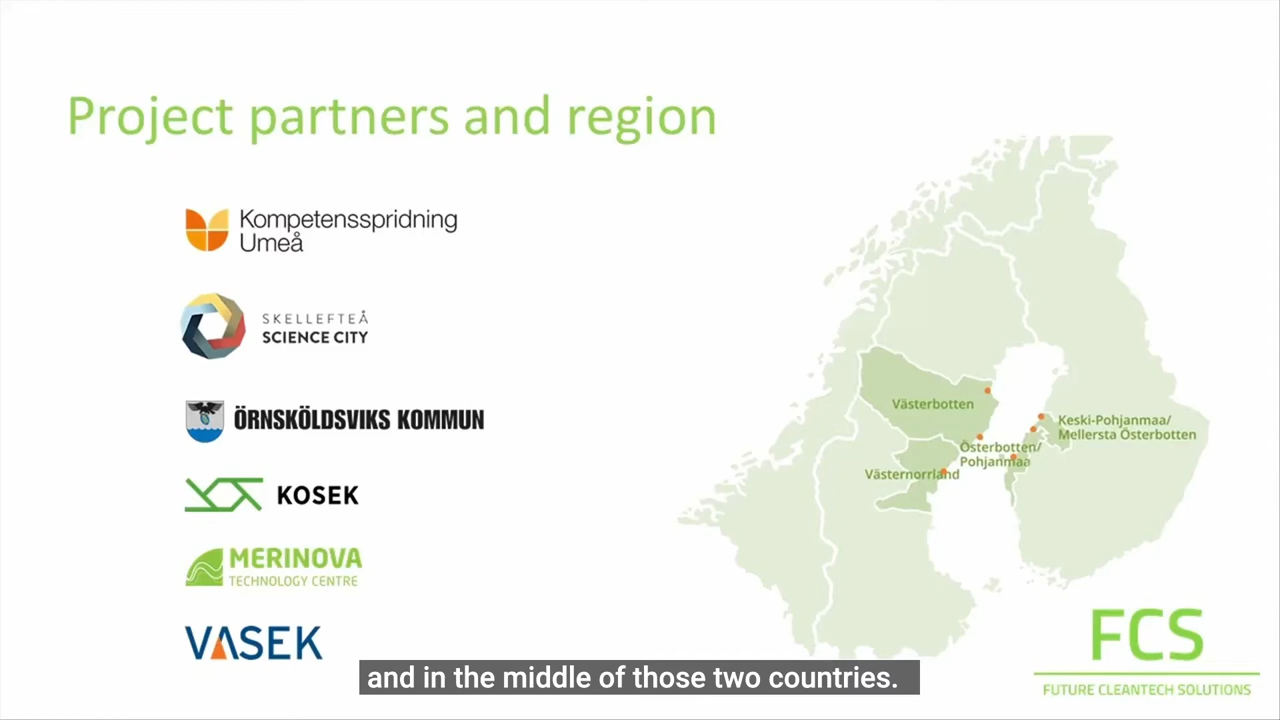 Project partners and region
Kompetensspridning
Umeå
SKELLEFTEÅ
SCIENCE CITY
ÖRNSKÖLDSVIKS KOMMUN
KOSEK
MERINOVA
TECHNOLOGY CENTRE
VASEK
Västerbotten
Keski-Pohjanmaa/
Mellersta Österbotten
Österbotten/
Pohjanmaa
Västernorrland
FCS
FUTURE CLEANTECH SOLUTIONS
and in the middle of those two countries.